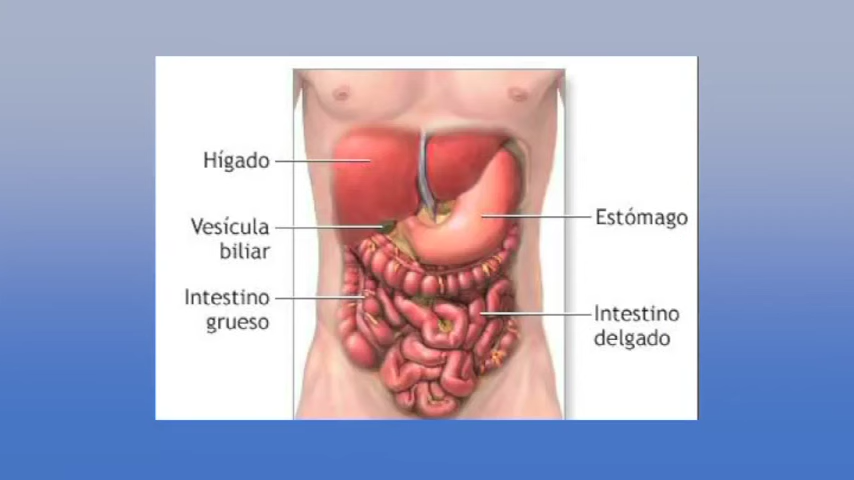 Hígado
Vesícula
biliar
Intestino
grueso
Estómago
Intestino
delgado